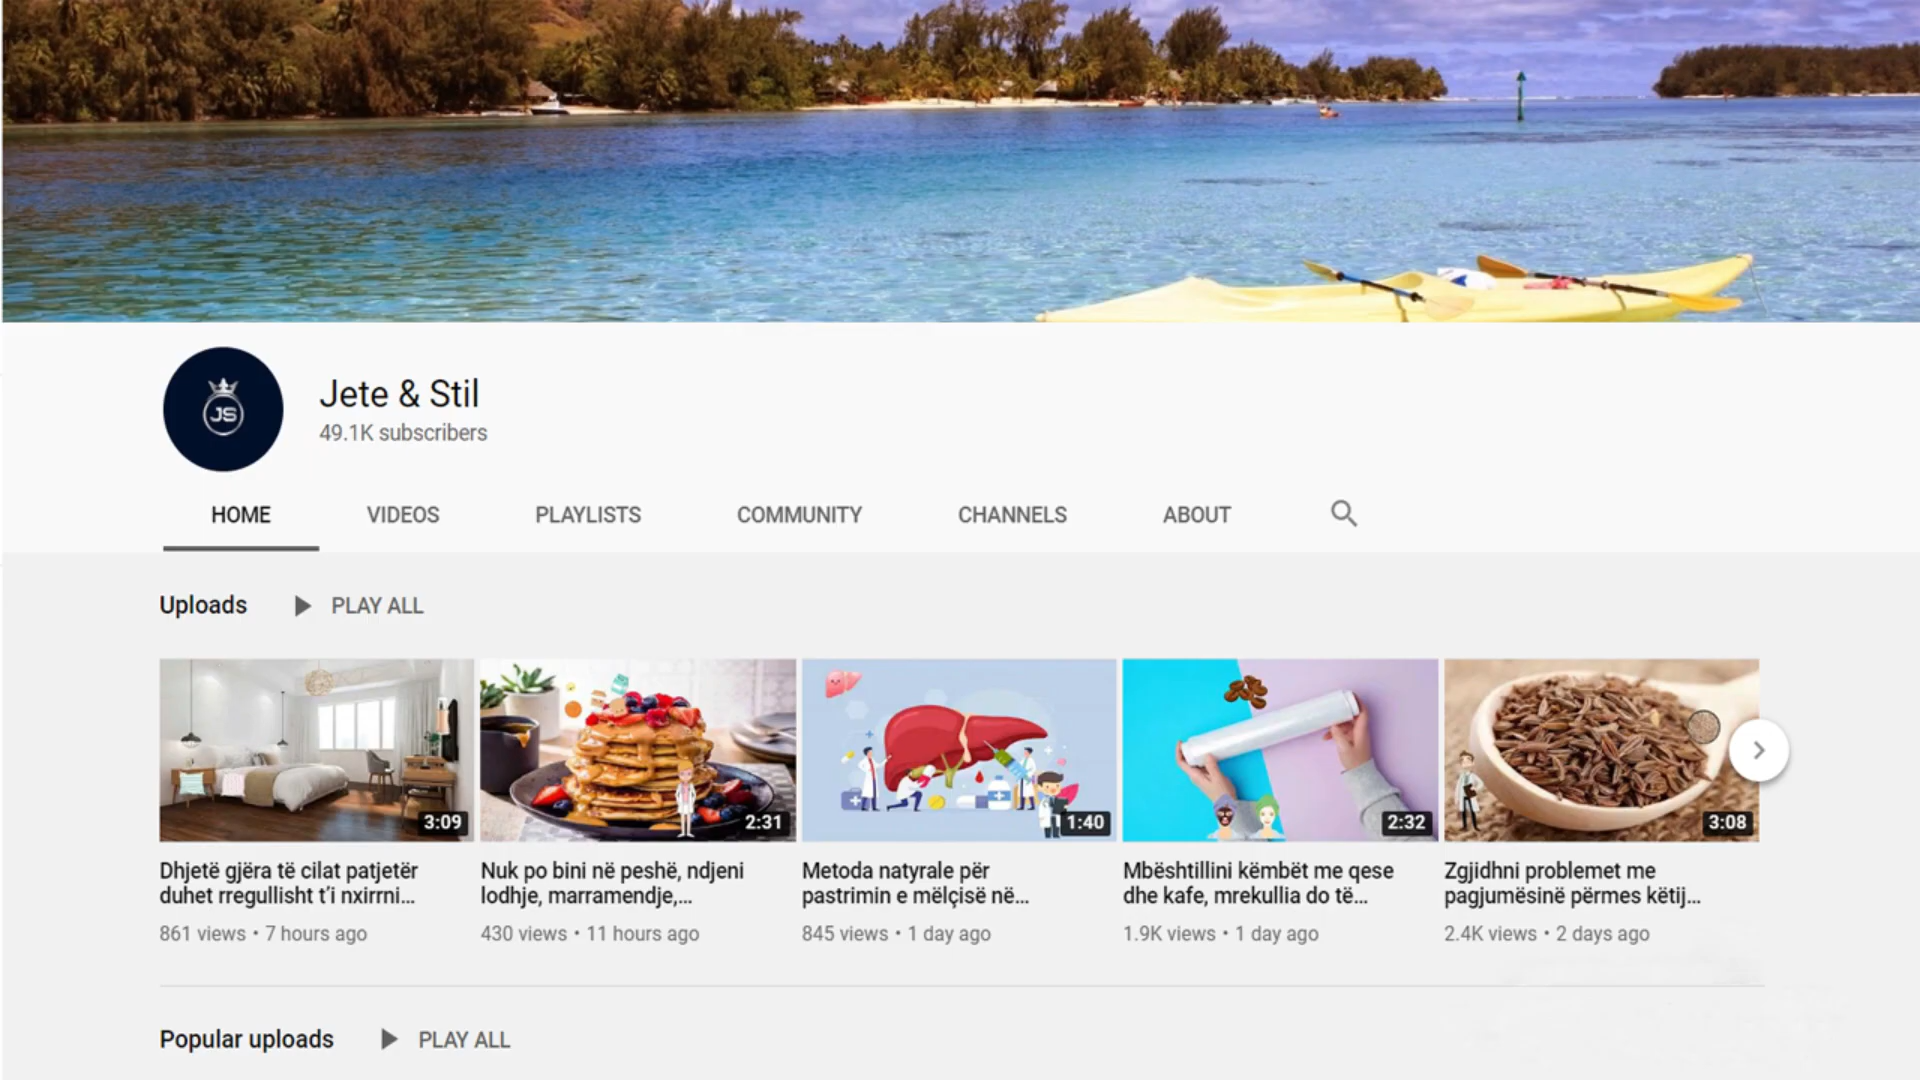 JS
Jete & Stil
49.1K subscribers
HOME VIDEOS PLAYLISTS COMMUNITY CHANNELS ABOUT
Uploads PLAY ALL
3:09 2:31 1:40 2:32 3:08
Dhjetë gjëra të cilat patjetër
duhet rregullisht t'i nxirrni...
861 views • 7 hours ago
Nuk po bini në peshë, ndjeni
lodhje, marramendje,...
430 views • 11 hours ago
Metoda natyrale për
pastrimin e mëlçisë në...
845 views • 1 day ago
Mbështillini këmbët me qese
dhe kafe, mrekullia do të...
1.9K views • 1 day ago
Zgjidhni problemet me
pagjumësinë përmes këtij...
2.4K views • 2 days ago
Popular uploads PLAY ALL